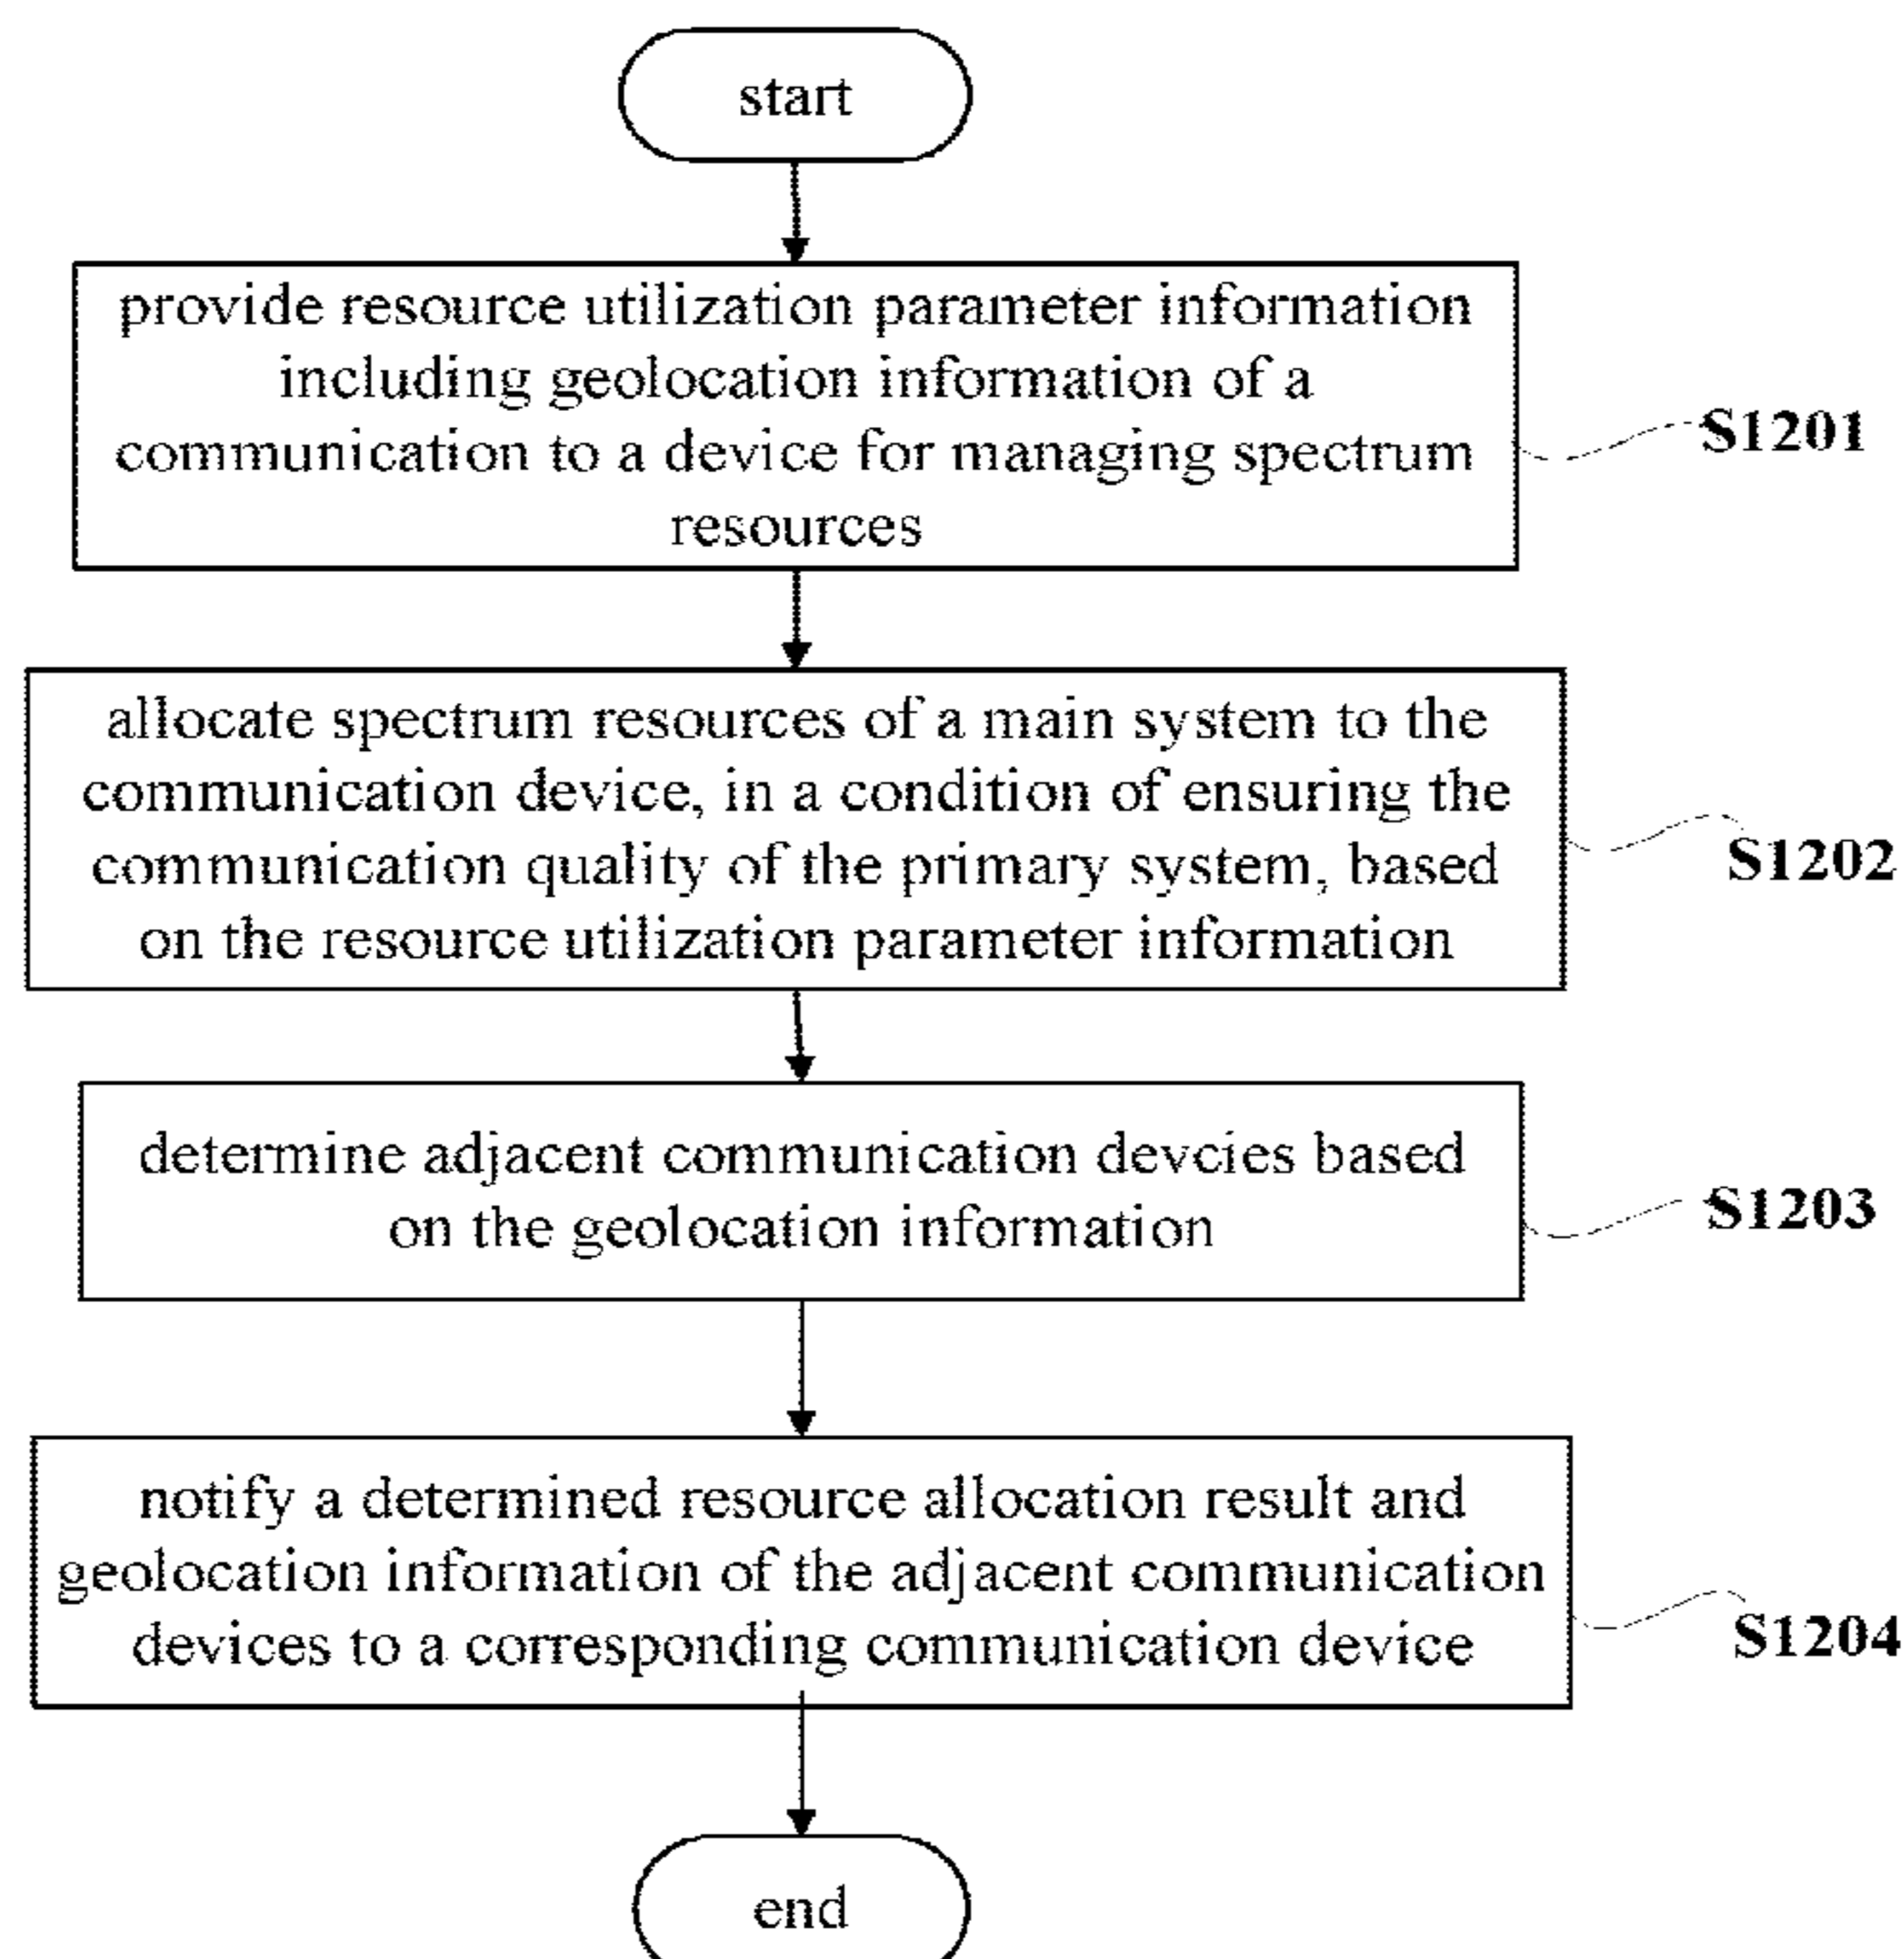 start
provide resource utilization parameter information
including geolocation information of a
communication to a device for managing spectrum
resources
S1201
allocate spectrum resources of a main system to the
communication device, in a condition of ensuring the
communication quality of the primary system, based
on the resource utilization parameter information
S1202
determine adjacent communication devcies based
on the geolocation information
S1203
notify a determined resource allocation result and
geolocation information of the adjacent communication
devices to a corresponding communication device
S1204
end